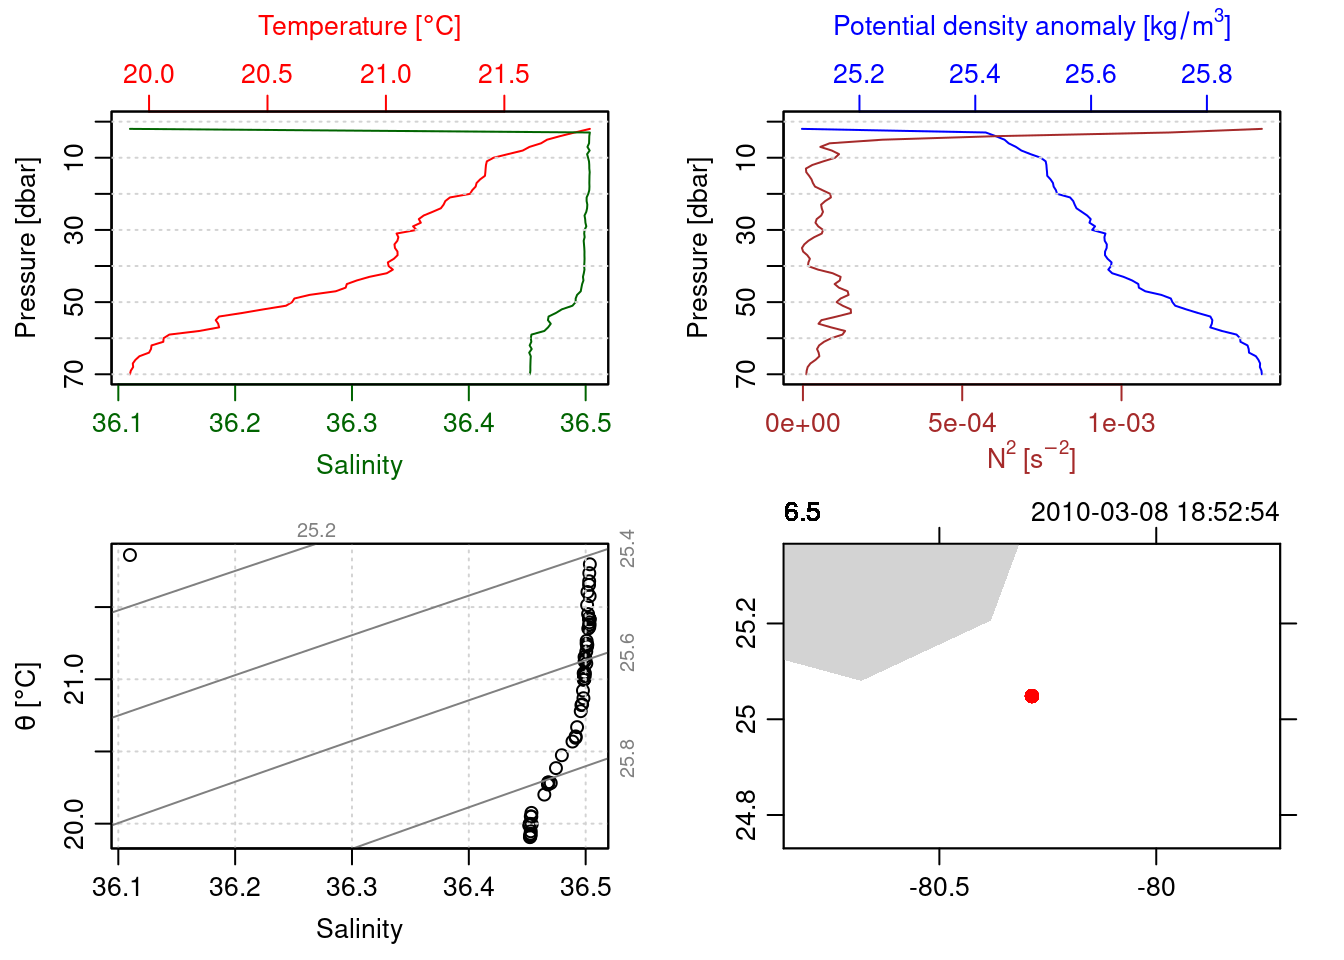 Temperature [°C]
20.0 20.5 21.0 21.5
Pressure [dbar]
10
30
50
70
36.1 36.2 36.3 36.4 36.5
Salinity
Potential density anomaly [kg/m³]
25.2 25.4 25.6 25.8
Pressure [dbar]
10
30
50
70
0e+00 5e-04 1e-03
N² [s⁻²]
25.2
25.4
25.6
25.8
θ [°C]
21.0
20.0
36.1 36.2 36.3 36.4 36.5
Salinity
6.5 2010-03-08 18:52:54
25.2
25
24.8
-80.5 -80